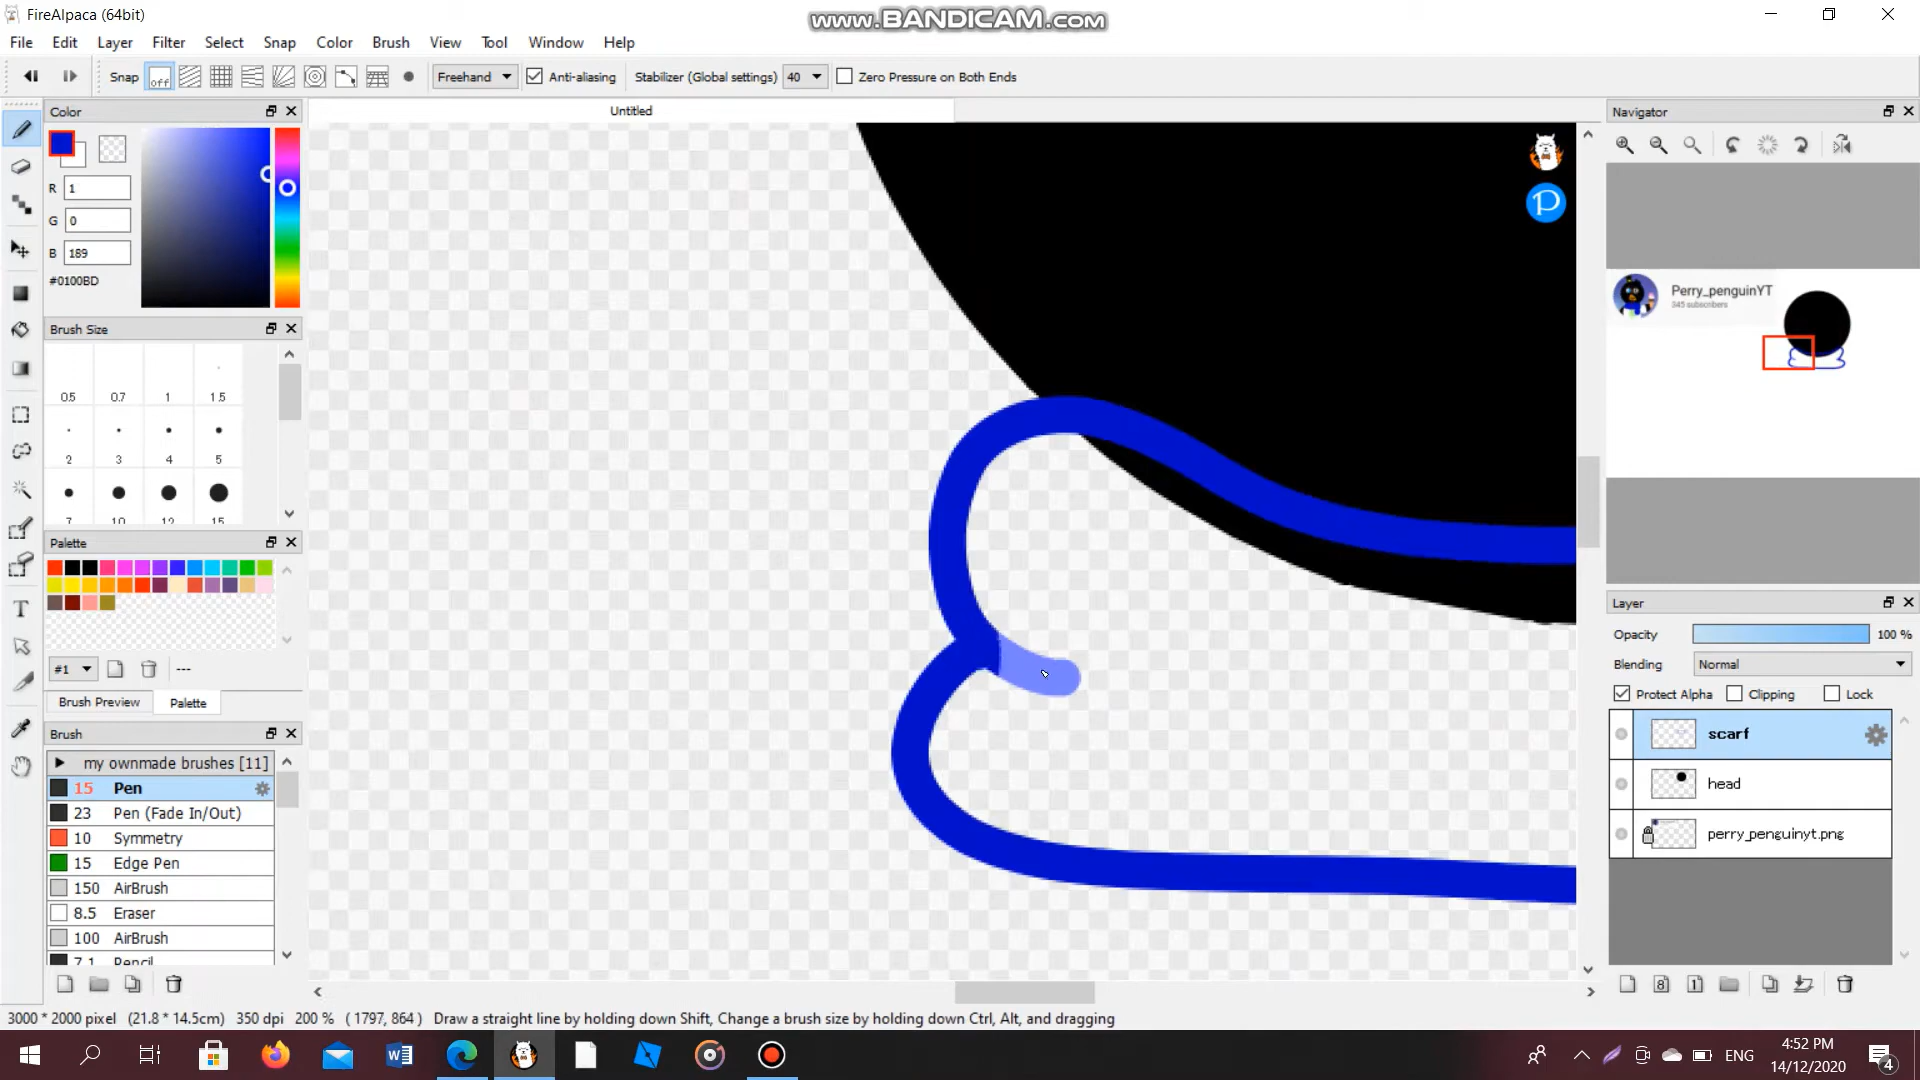 FireAlpaca (64bit)
www.BANDICAM.com
File Edit Layer Filter Select Snap Color Brush View Tool Window Help
Snap off Freehand Anti-aliasing Stabilizer (Global settings) 40 Zero Pressure on Both Ends
Color
Untitled
Navigator
R 1
G 0
B 189
#0100BD
P
Perry_penguinYT
345 subscribers
Brush Size
0.5 0.7 1 1.5
2 3 4 5
7 10 12 15
Palette
#1 ---
Brush Preview Palette
Brush
my ownmade brushes [11]
15 Pen
23 Pen (Fade In/Out)
10 Symmetry
15 Edge Pen
150 AirBrush
8.5 Eraser
100 AirBrush
7.1 Pencil
Layer
Opacity 100 %
Blending Normal
Protect Alpha Clipping Lock
scarf
head
perry_penguinyt.png
8 1
3000 * 2000 pixel (21.8 * 14.5cm) 350 dpi 200 % ( 1797, 864 ) Draw a straight line by holding down Shift, Change a brush size by holding down Ctrl, Alt, and dragging
ENG
4:52 PM
14/12/2020
4